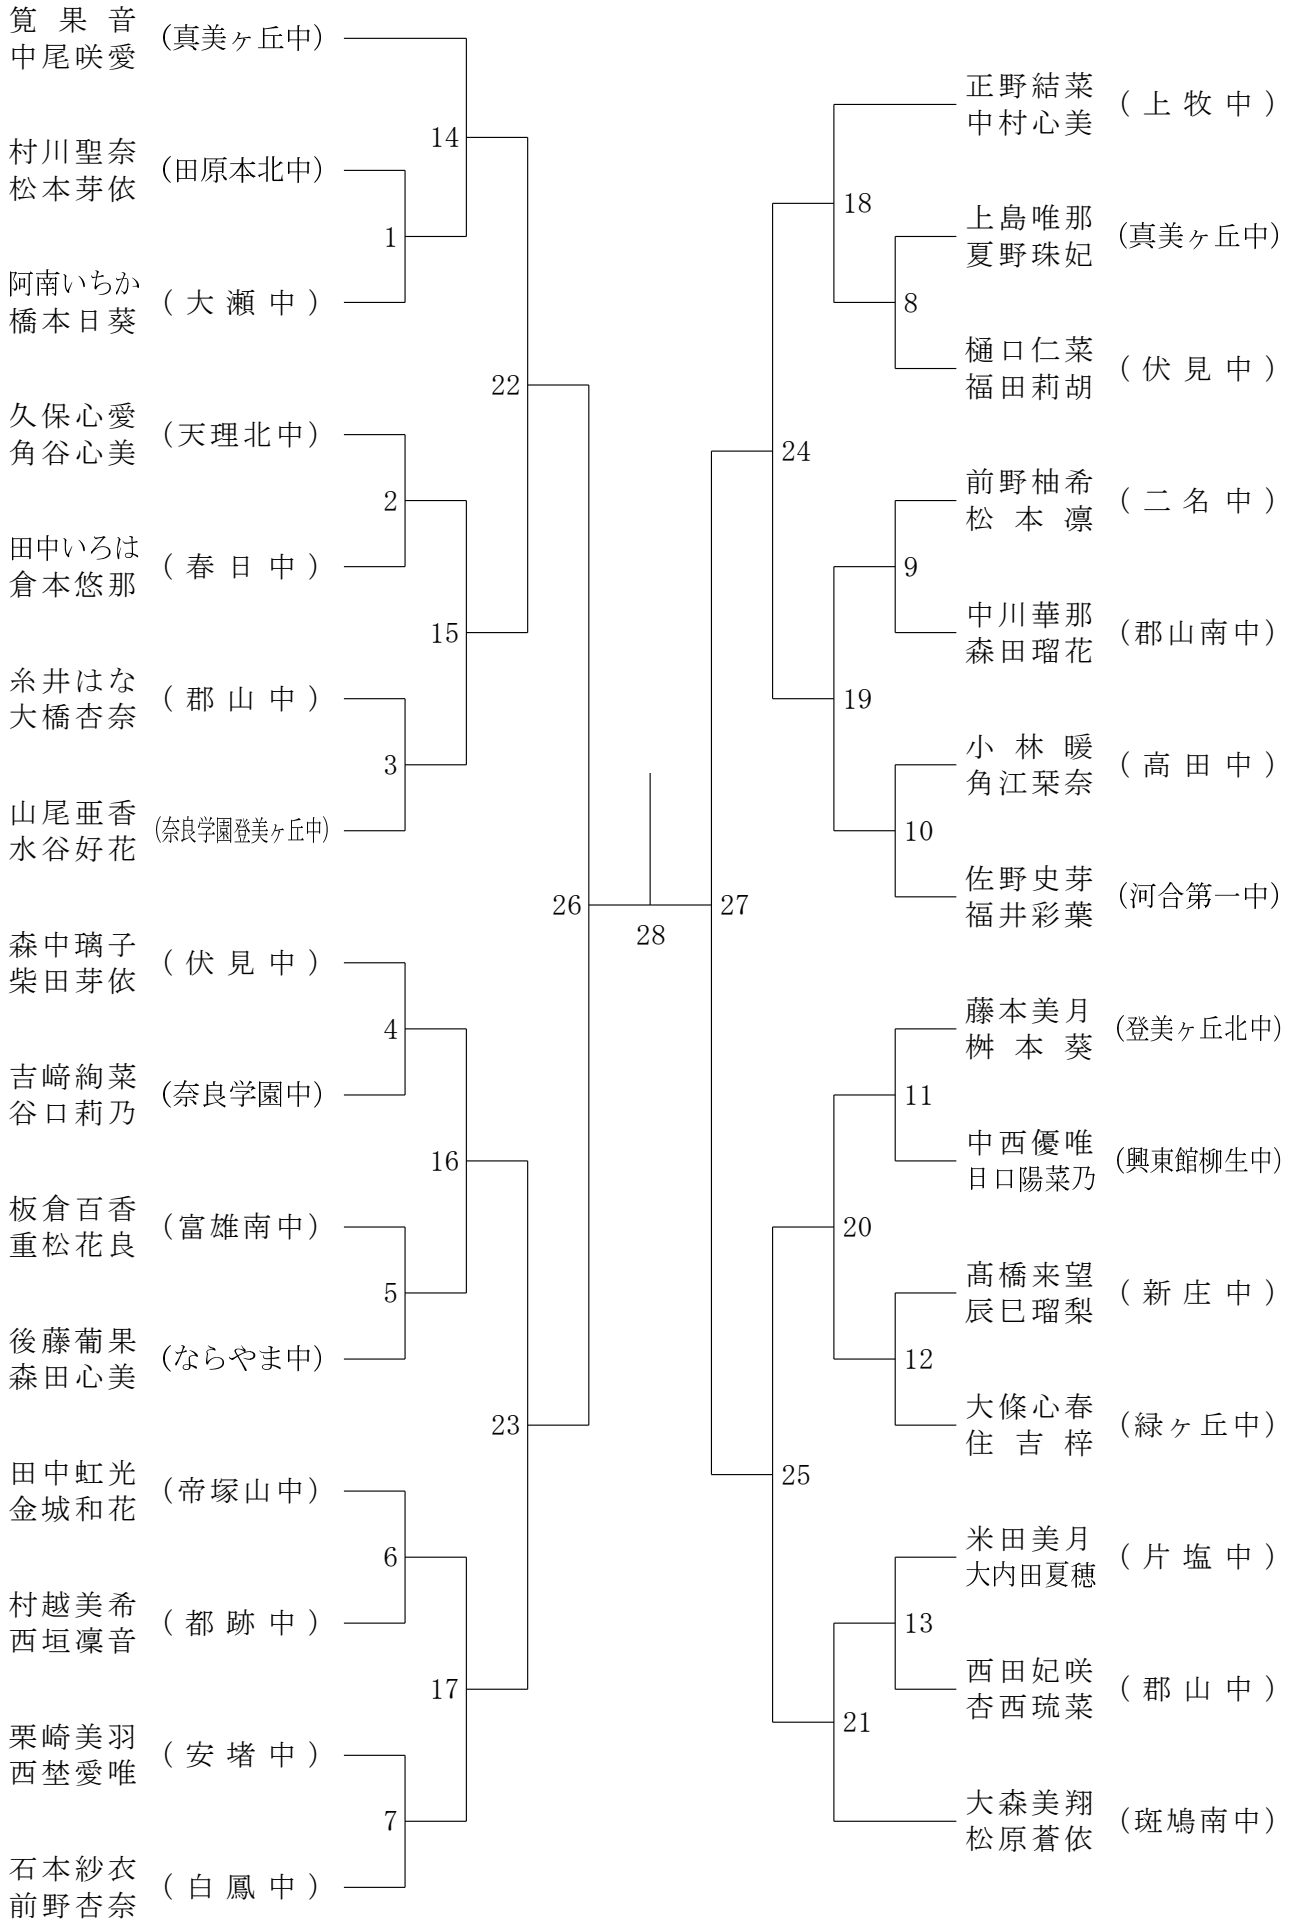 筧果音
中尾咲愛
(真美ヶ丘中)
14
村川聖奈
松本芽依
(田原本北中)
1
阿南いちか
橋本日葵
(大瀬中)
22
久保心愛
角谷心美
(天理北中)
2
田中いろは
倉本悠那
(春日中)
15
糸井はな
大橋杏奈
(郡山中)
3
山尾亜香
水谷好花
(奈良学園登美ヶ丘中)
26
森中璃子
柴田芽依
(伏見中)
4
吉﨑絢菜
谷口莉乃
(奈良学園中)
16
板倉百香
重松花良
(富雄南中)
5
後藤葡果
森田心美
(ならやま中)
23
田中虹光
金城和花
(帝塚山中)
6
村越美希
西垣凜音
(都跡中)
17
栗崎美羽
西埜愛唯
(安堵中)
7
石本紗衣
前野杏奈
(白鳳中)
28
正野結菜
中村心美
(上牧中)
18
上島唯那
夏野珠妃
(真美ヶ丘中)
8
樋口仁菜
福田莉胡
(伏見中)
24
前野柚希
松本凛
(二名中)
9
中川華那
森田瑠花
(郡山南中)
19
小林暖
角江栞奈
(高田中)
10
佐野史芽
福井彩葉
(河合第一中)
27
藤本美月
桝本葵
(登美ヶ丘北中)
11
中西優唯
日口陽菜乃
(興東館柳生中)
20
髙橋来望
辰巳瑠梨
(新庄中)
12
大條心春
住吉梓
(緑ヶ丘中)
25
米田美月
大内田夏穂
(片塩中)
13
西田妃咲
杏西琉菜
(郡山中)
21
大森美翔
松原蒼依
(斑鳩南中)